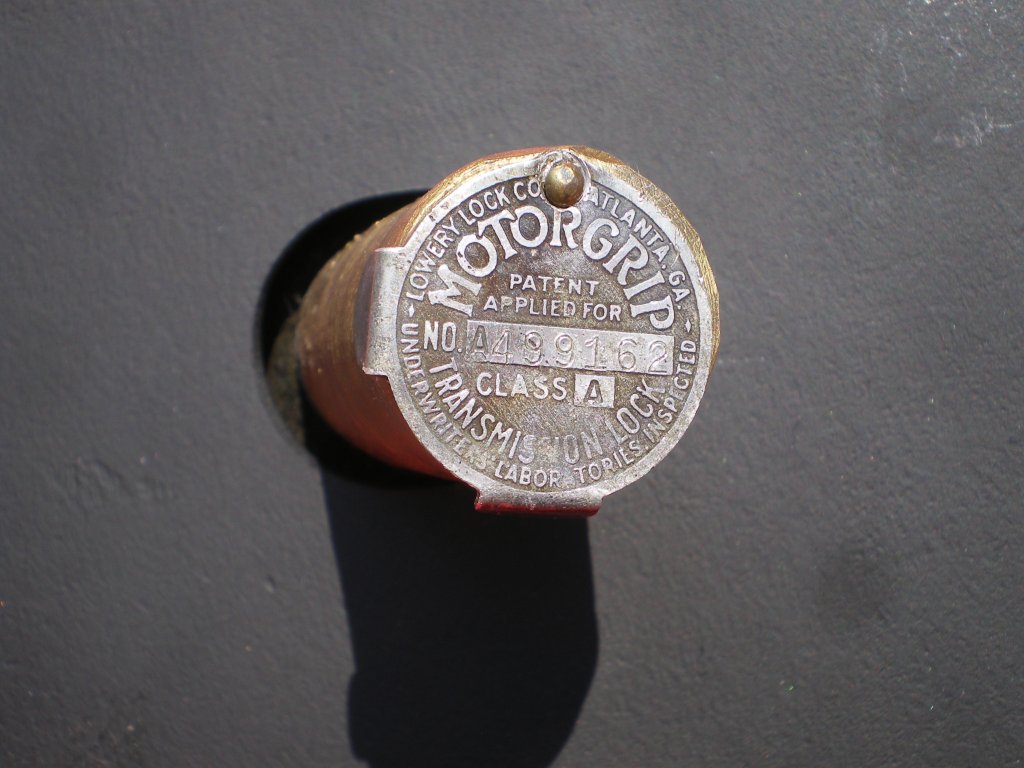 LOWERY LOCK CO. ATLANTA. GA
MOTORGRIP
PATENT
APPLIED FOR
NO. A499162
CLASS A
TRANSMISSION LOCK
UNDERWRITERS LABORATORIES INSPECTED